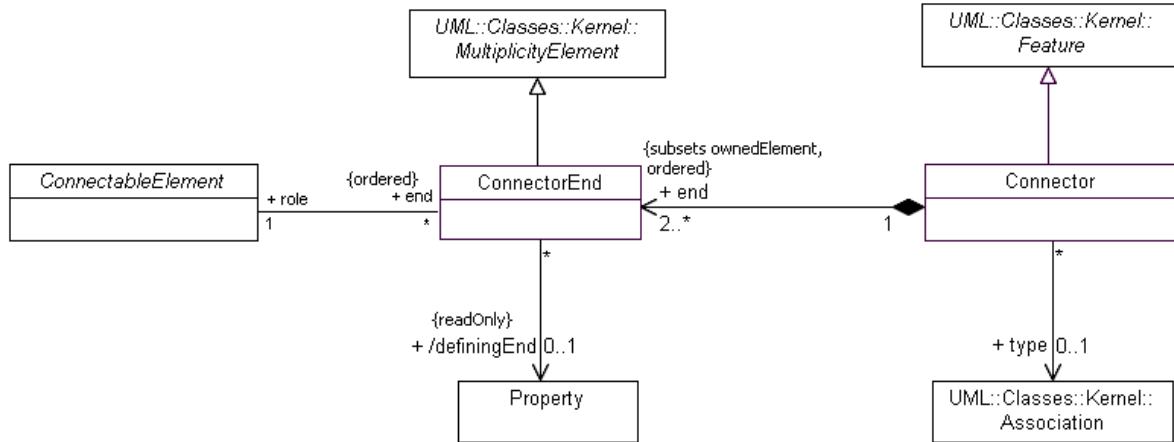 UML::Classes::Kernel::
MultiplicityElement
UML::Classes::Kernel::
Feature
ConnectableElement
+ role
1
{ordered}
+ end
*
ConnectorEnd
{subsets ownedElement,
ordered}
+ end
2..*
1
Connector
*
{readOnly}
+ /definingEnd 0..1
Property
*
+ type 0..1
UML::Classes::Kernel::
Association